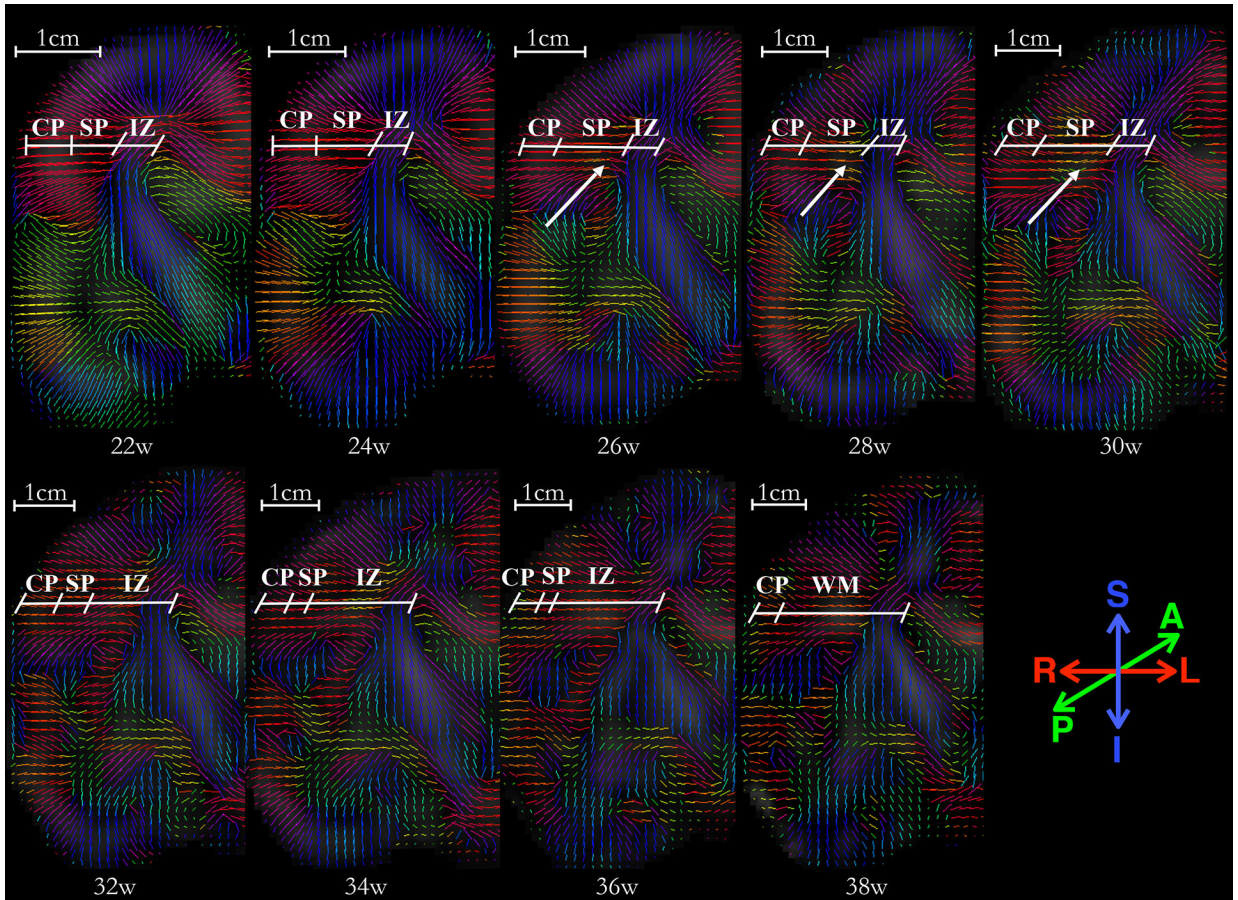 1cm 1cm 1cm 1cm 1cm
CP SP IZ CP SP IZ CP SP IZ CP SP IZ CP SP IZ
22w 24w 26w 28w 30w
1cm 1cm 1cm 1cm
CP SP IZ CP SP IZ CP SP IZ CP WM
S
A
R L
P
I
32w 34w 36w 38w